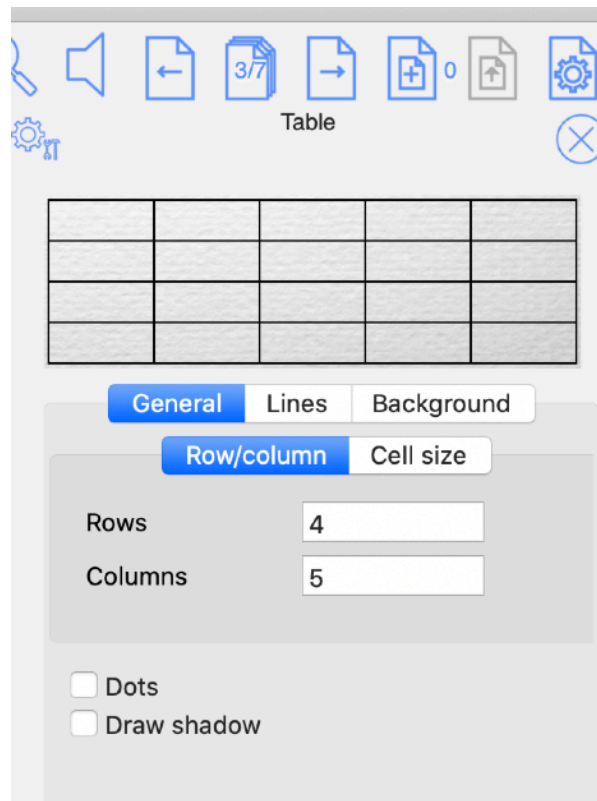 3/7 0
Table
General Lines Background
Row/column Cell size
Rows 4
Columns 5
Dots
Draw shadow